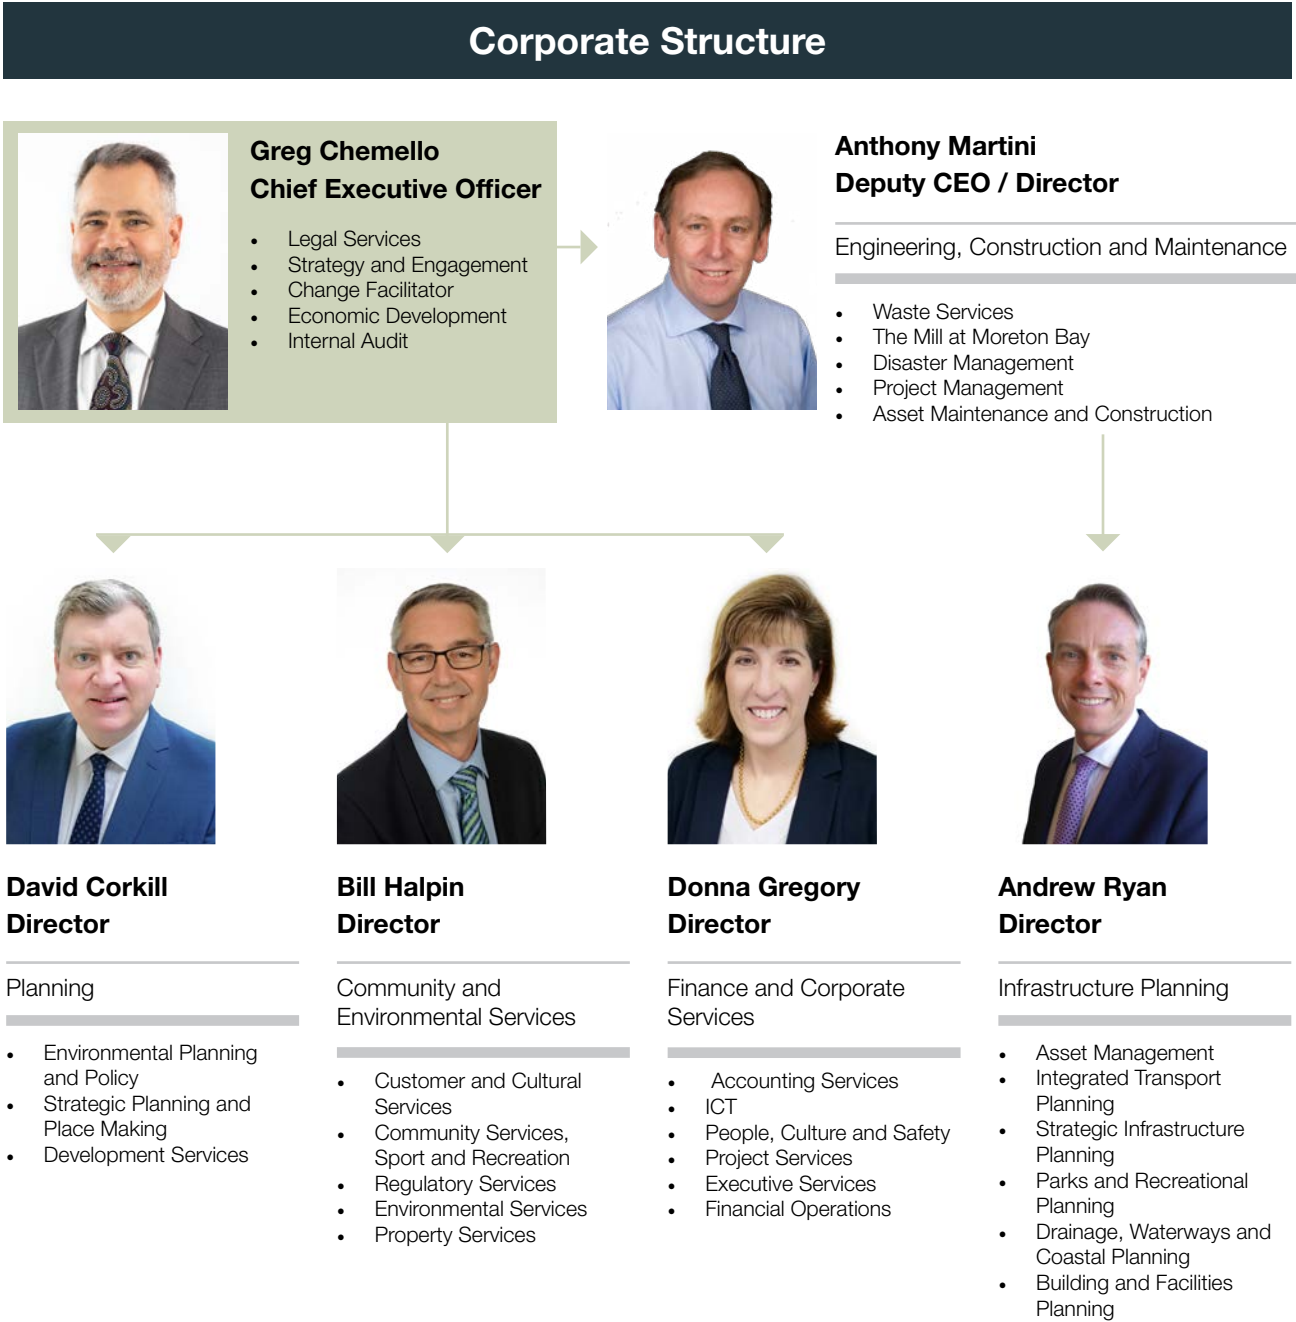 Corporate Structure
Greg Chemello
Chief Executive Officer
• Legal Services
• Strategy and Engagement
• Change Facilitator
• Economic Development
• Internal Audit
Anthony Martini
Deputy CEO / Director
Engineering, Construction and Maintenance
• Waste Services
• The Mill at Moreton Bay
• Disaster Management
• Project Management
• Asset Maintenance and Construction
David Corkill
Director
Planning
• Environmental Planning
and Policy
• Strategic Planning and
Place Making
• Development Services
Bill Halpin
Director
Community and
Environmental Services
• Customer and Cultural
Services
• Community Services,
Sport and Recreation
• Regulatory Services
• Environmental Services
• Property Services
Donna Gregory
Director
Finance and Corporate
Services
• Accounting Services
• ICT
• People, Culture and Safety
• Project Services
• Executive Services
• Financial Operations
Andrew Ryan
Director
Infrastructure Planning
• Asset Management
• Integrated Transport
Planning
• Strategic Infrastructure
Planning
• Parks and Recreational
Planning
• Drainage, Waterways and
Coastal Planning
• Building and Facilities
Planning